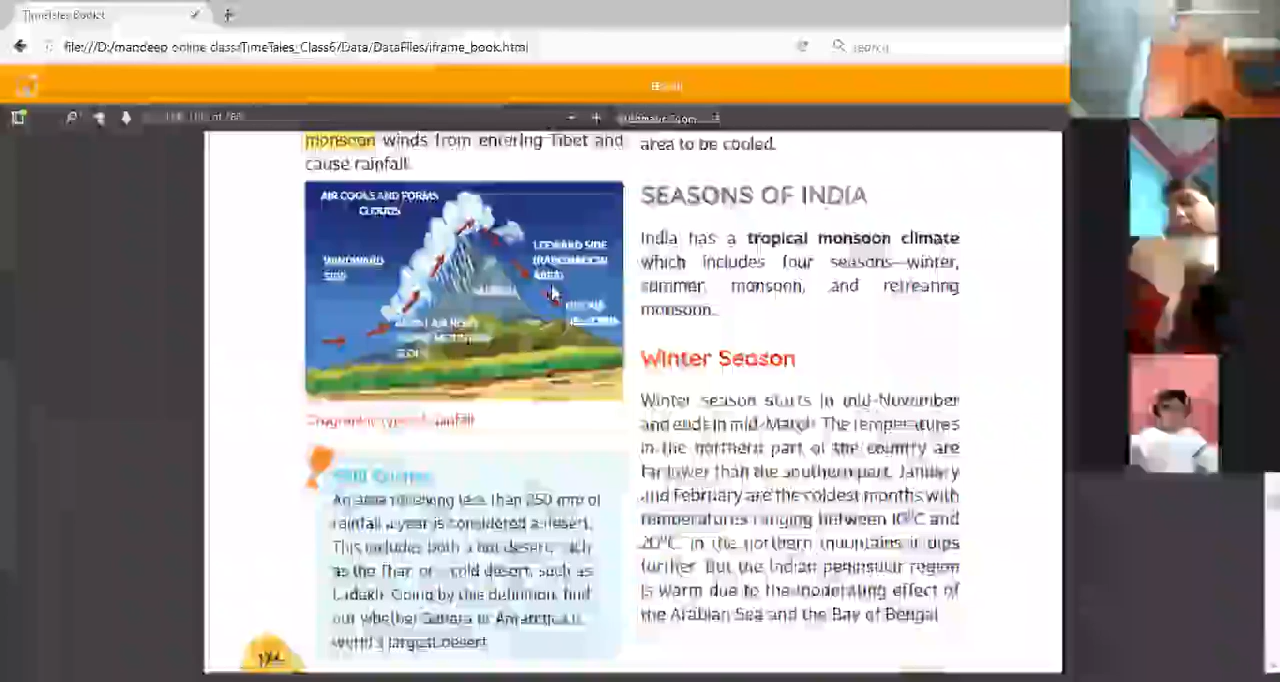 TimeTales Booklet
file:///D:/mandeep online class/TimeTales_Class6/Data/DataFiles/iframe_book.html
Search
monsoon winds from entering Tibet and
cause rainfall.
AIR COOLS AND FORMS
CLOUDS
WINDWARD
SIDE
LEEWARD SIDE
(RAINSHADOW
AREA)
Orographic type of rainfall
An area receiving less than 250 mm of
rainfall a year is considered a desert.
This includes both a hot desert, such
as the Thar or cold desert, such as
Ladakh. Going by this definition, find
out whether Sahara or Antarctica is
world's largest desert.
area to be cooled.
SEASONS OF INDIA
India has a tropical monsoon climate
which includes four seasons—winter,
summer, monsoon, and retreating
monsoon.
Winter Season
Winter season starts in mid-November
and ends in mid-March. The temperatures
in the northern part of the country are
far lower than the southern part. January
and February are the coldest months with
temperatures ranging between 10°C and
20°C. In the northern mountains it dips
further. But the Indian peninsular region
is warm due to the moderating effect of
the Arabian Sea and the Bay of Bengal.